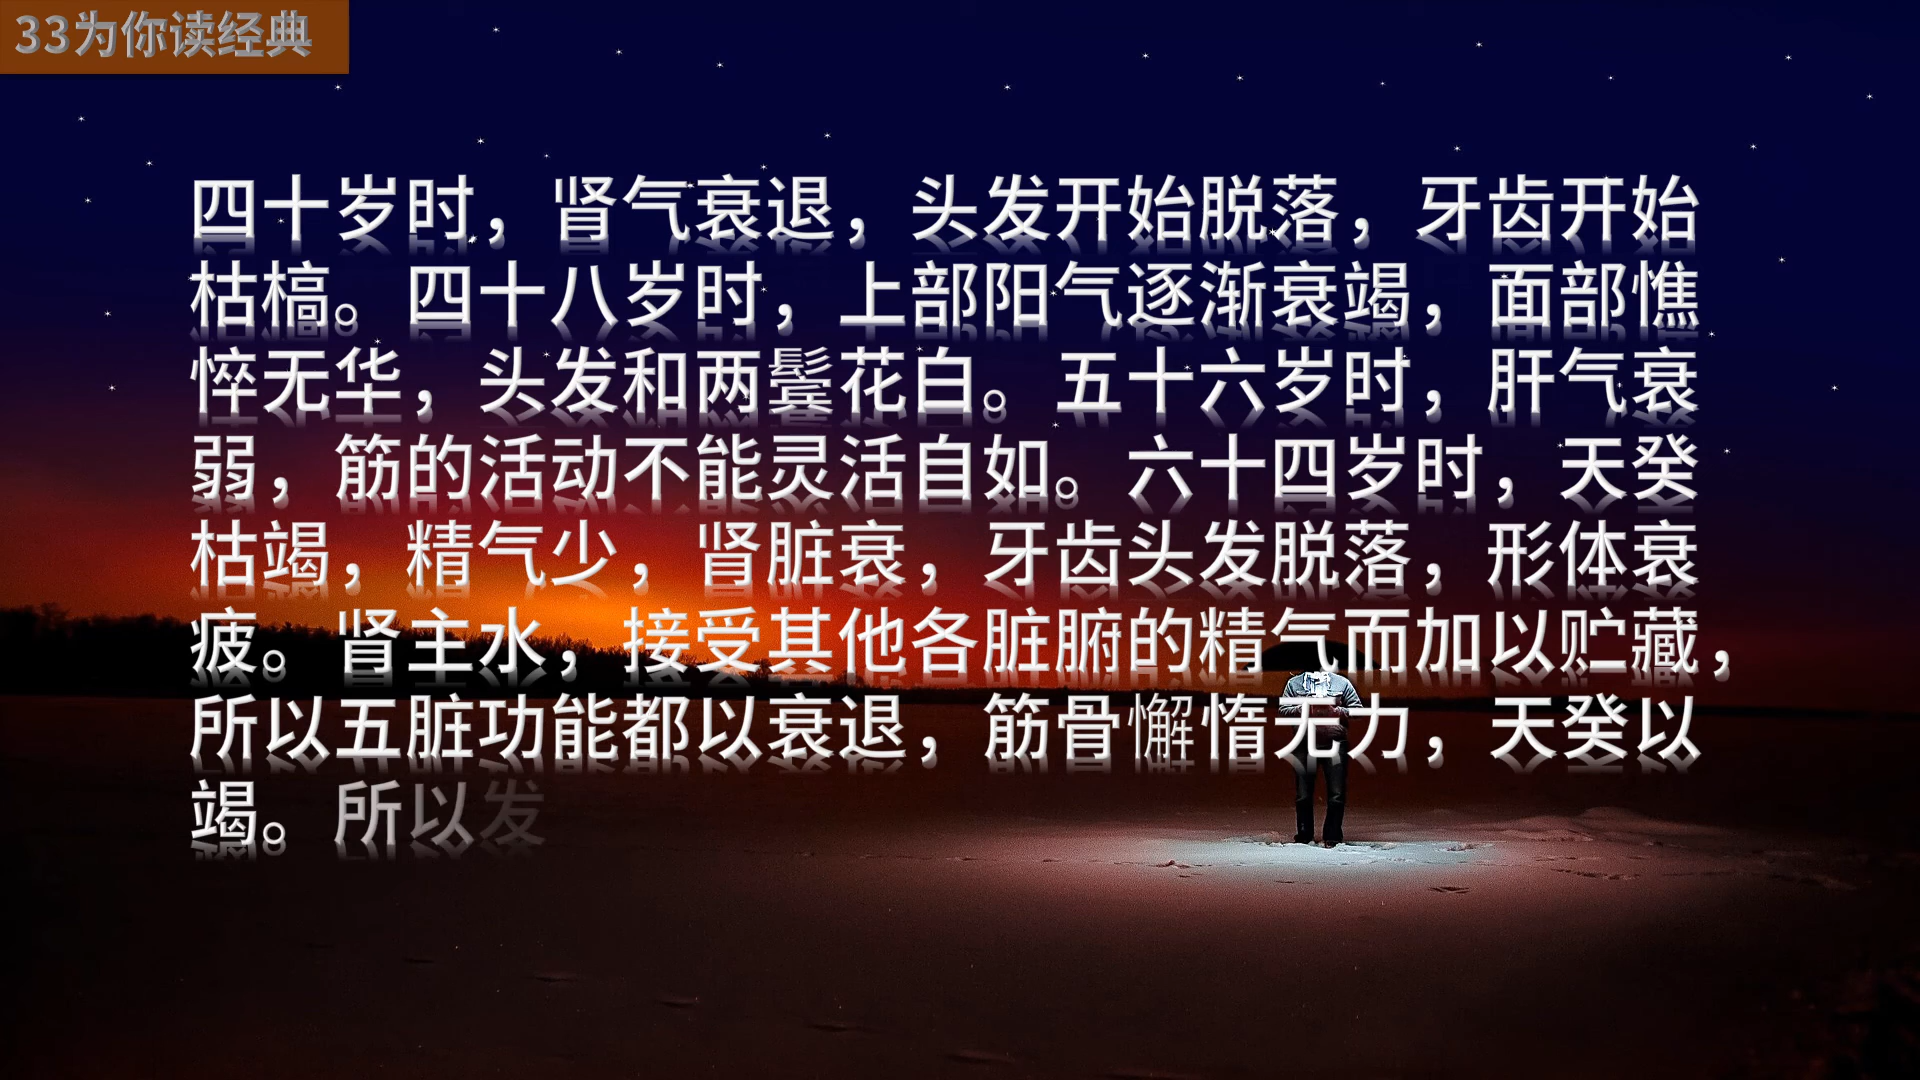 33为你读经典
四十岁时，肾气衰退，头发开始脱落，牙齿开始
枯槁。四十八岁时，上部阳气逐渐衰竭，面部憔
悴无华，头发和两鬓花白。五十六岁时，肝气衰
弱，筋的活动不能灵活自如。六十四岁时，天癸
枯竭，精气少，肾脏衰，牙齿头发脱落，形体衰
疲。肾主水，接受其他各脏腑的精气而加以贮藏，
所以五脏功能都以衰退，筋骨懈惰无力，天癸以
竭。所以发